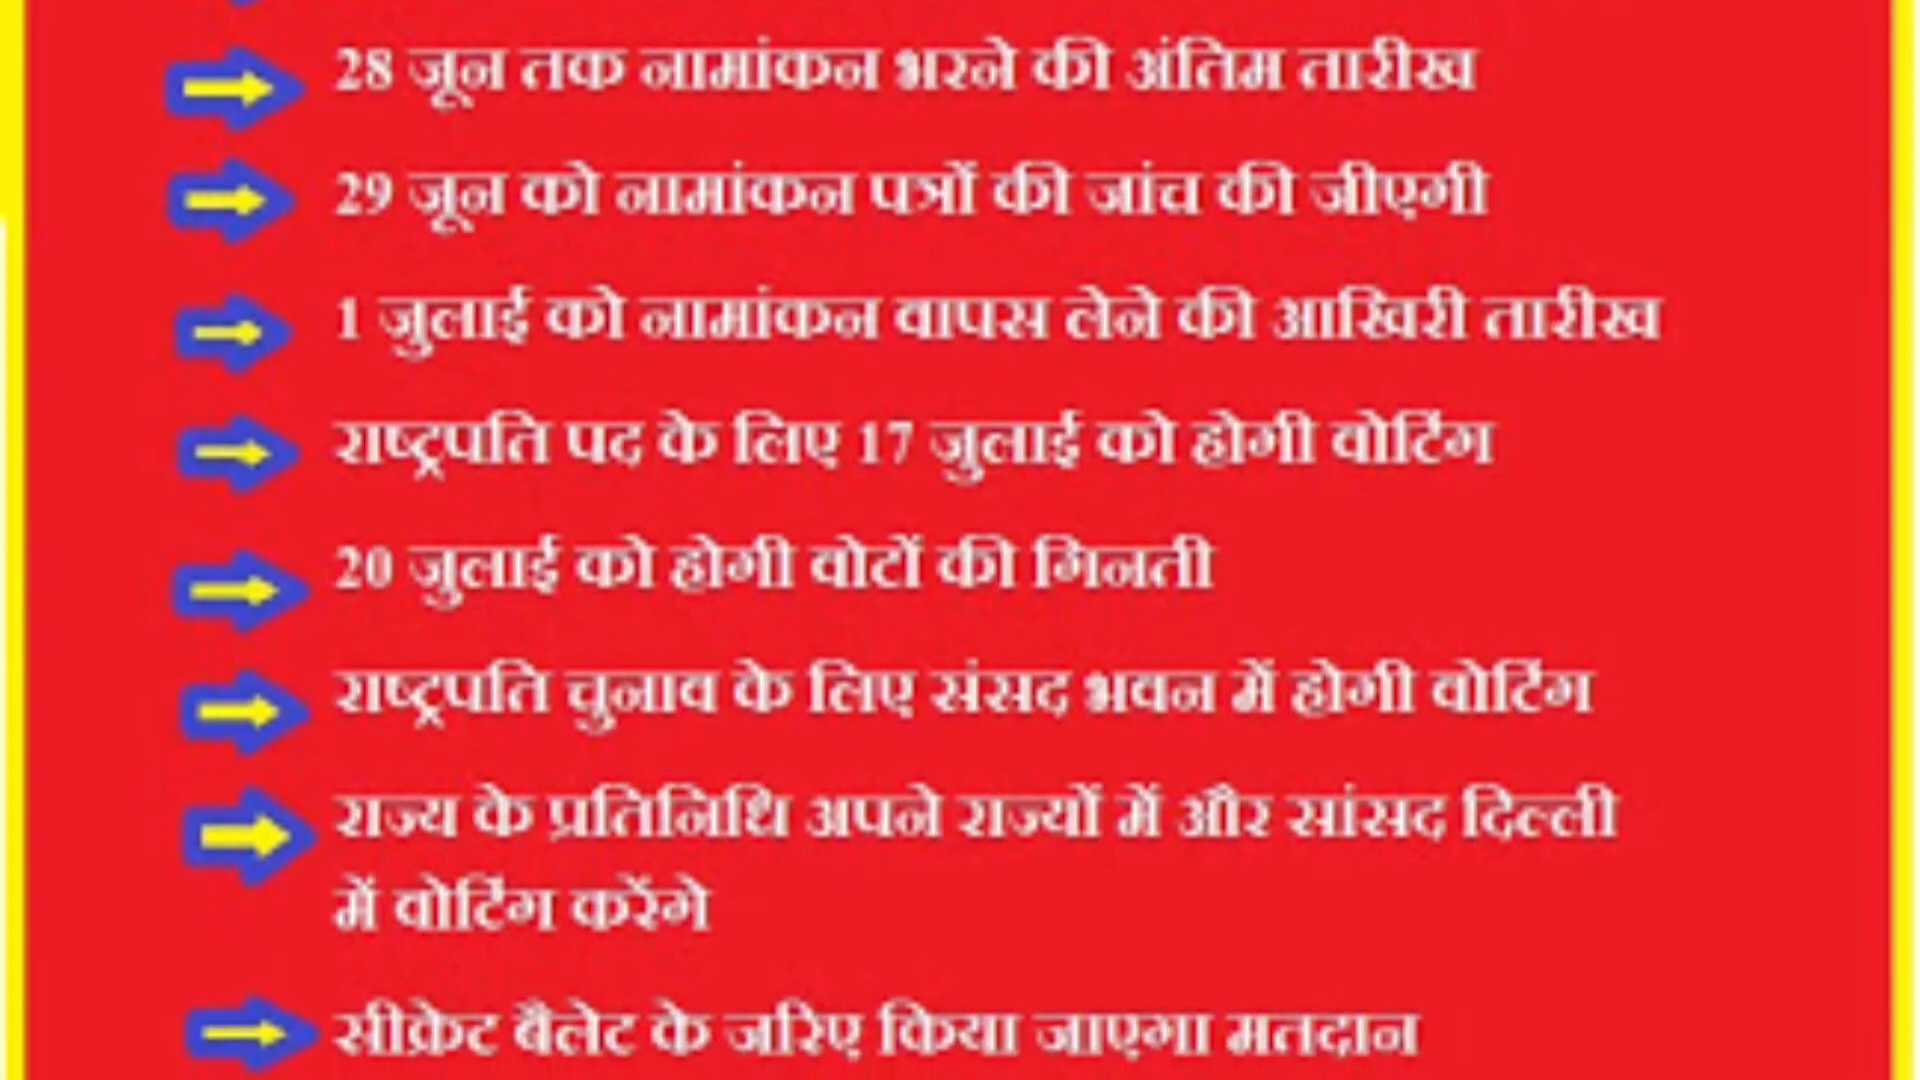 28 जून तक नामांकन भरने की अंतिम तारीख
29 जून को नामांकन पत्रों की जांच की जीएगी
1 जुलाई को नामांकन वापस लेने की आखिरी तारीख
राष्ट्रपति पद के लिए 17 जुलाई को होगी वोटिंग
20 जुलाई को होगी वोटों की गिनती
राष्ट्रपति चुनाव के लिए संसद भवन में होगी वोटिंग
राज्य के प्रतिनिधि अपने राज्यों में और सांसद दिल्ली
में वोटिंग करेंगे
सीक्रेट बैलेट के जरिए किया जाएगा मतदान